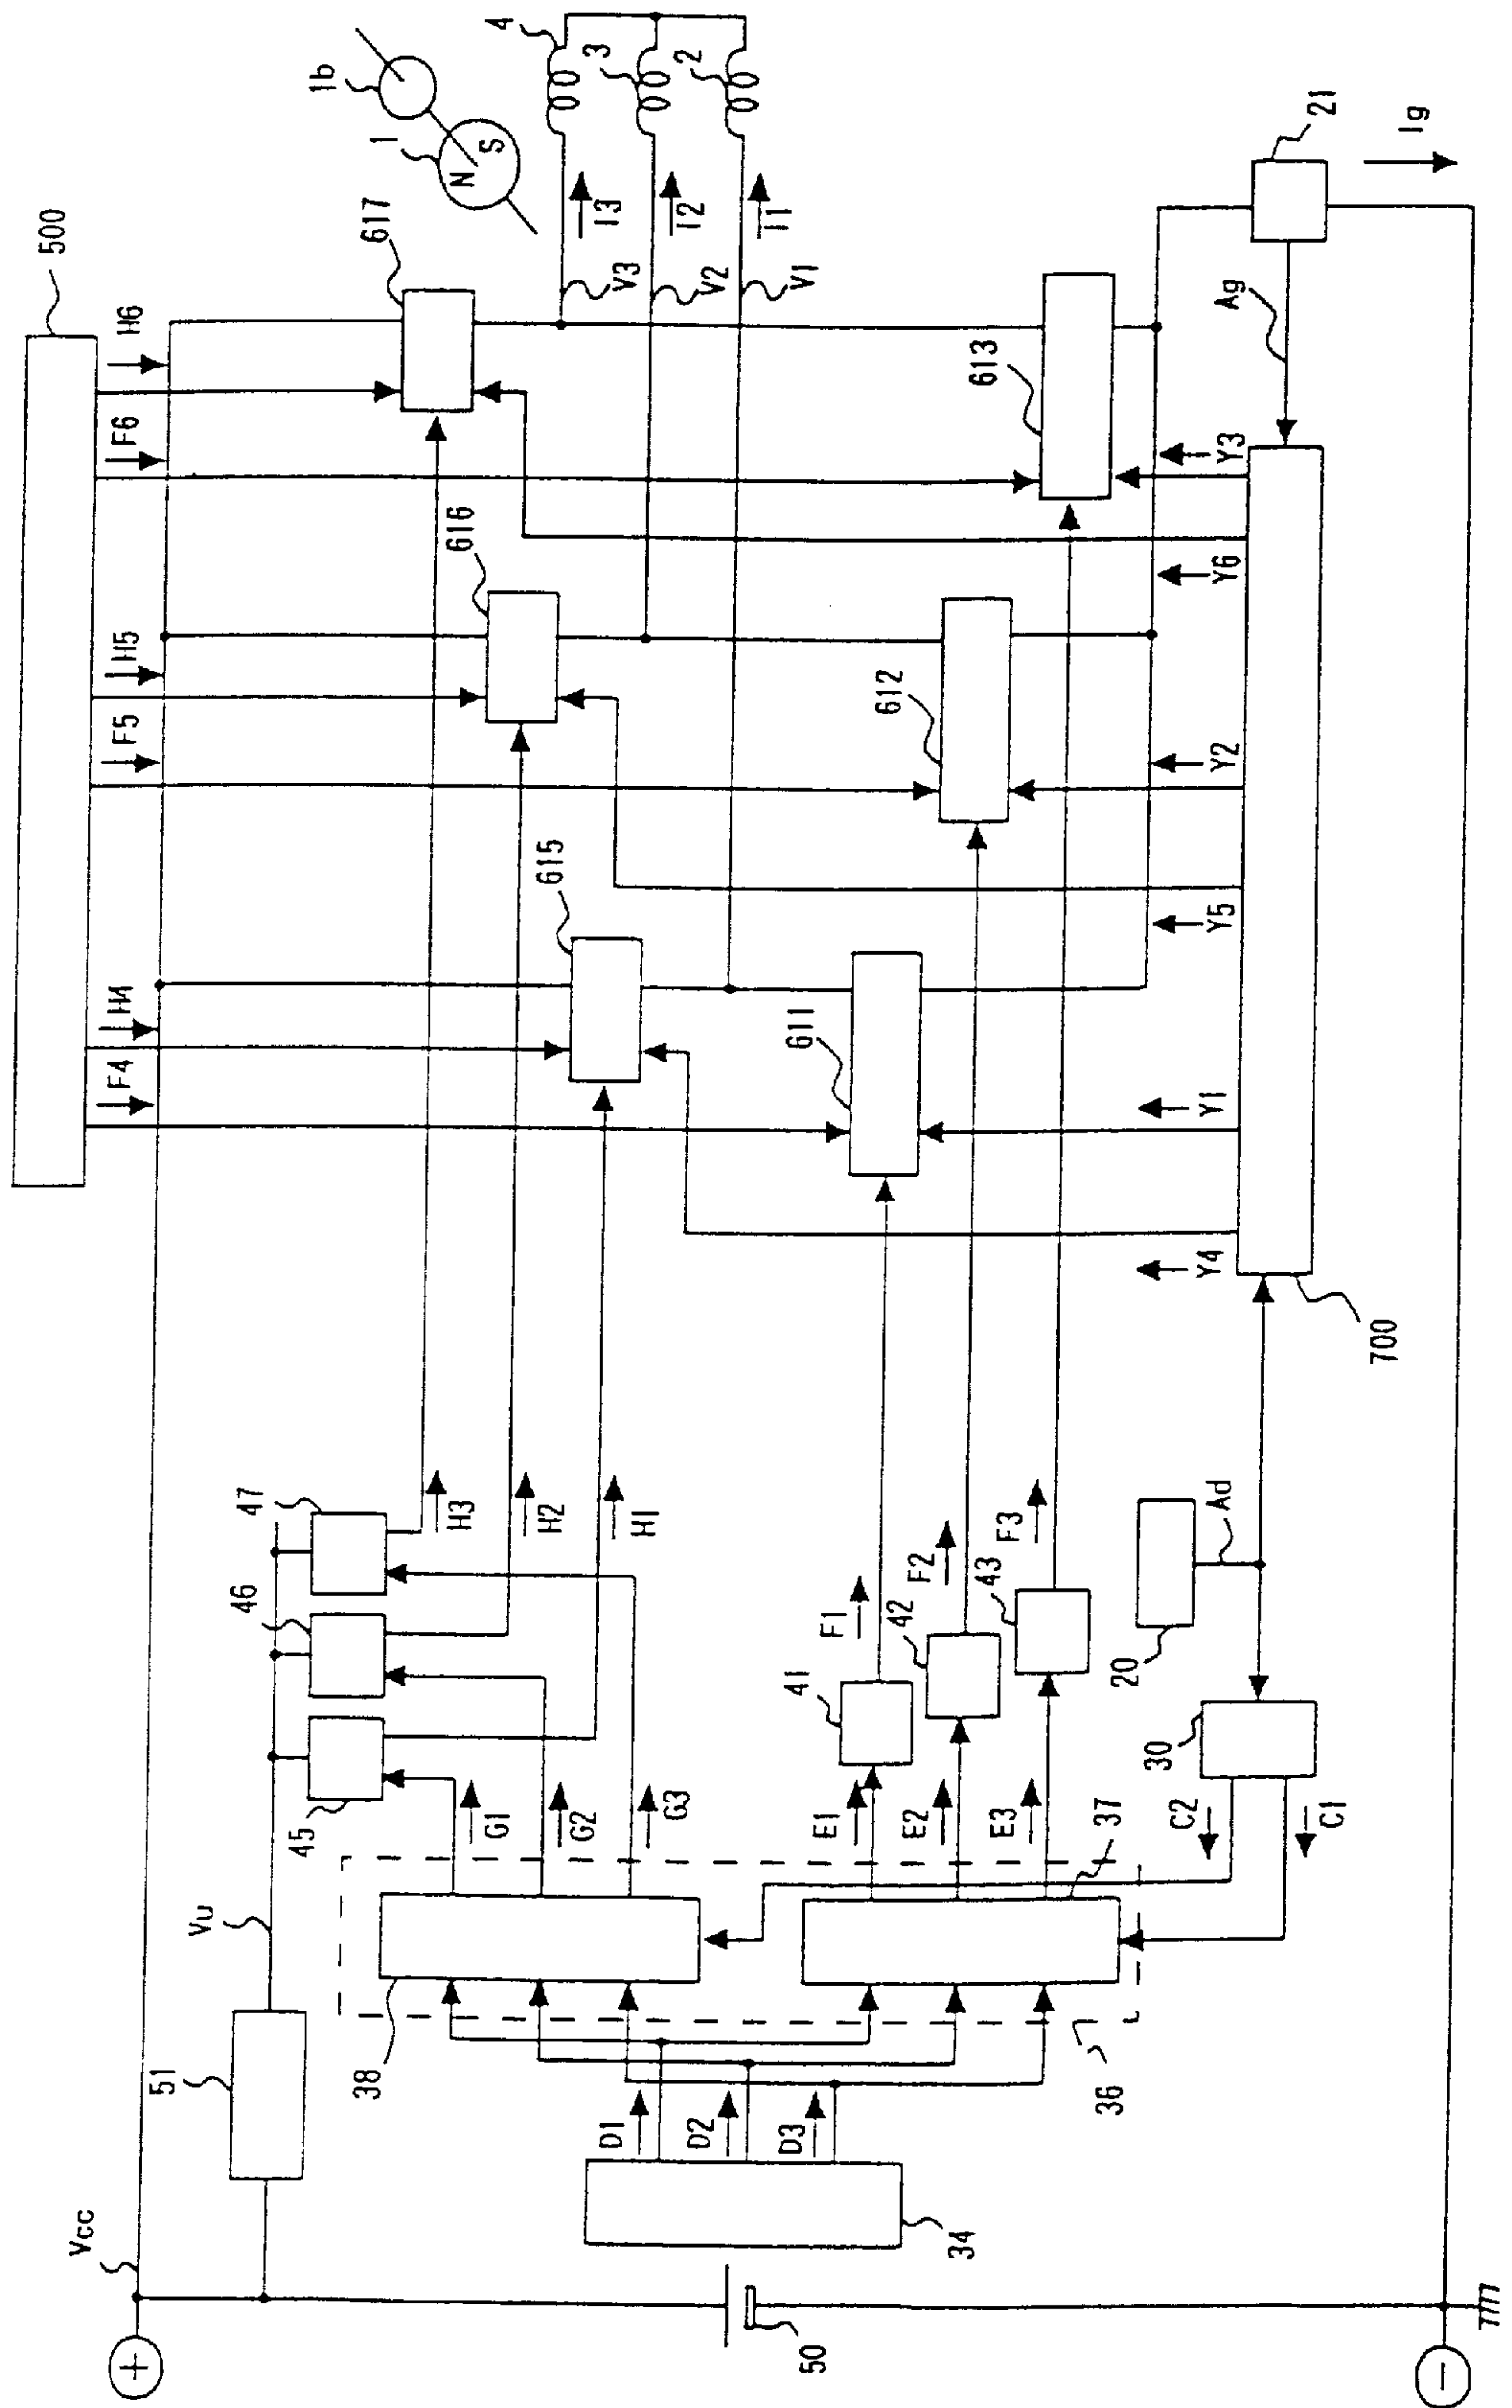 500
H6
F6
H5
F5
H4
F4
617
616
615
613
612
611
1b
1
N
S
4
3
2
I3
I2
I1
V3
V2
V1
21
Ig
Ag
Y3
Y6
Y2
Y5
Y1
Y4
700
47
46
45
H3
H2
H1
G1
G2
G3
41
42
43
F1
F2
F3
E1
E2
E3
37
20
Ad
30
C2
C1
Vu
51
38
36
D1
D2
D3
34
Vcc
50
+
−